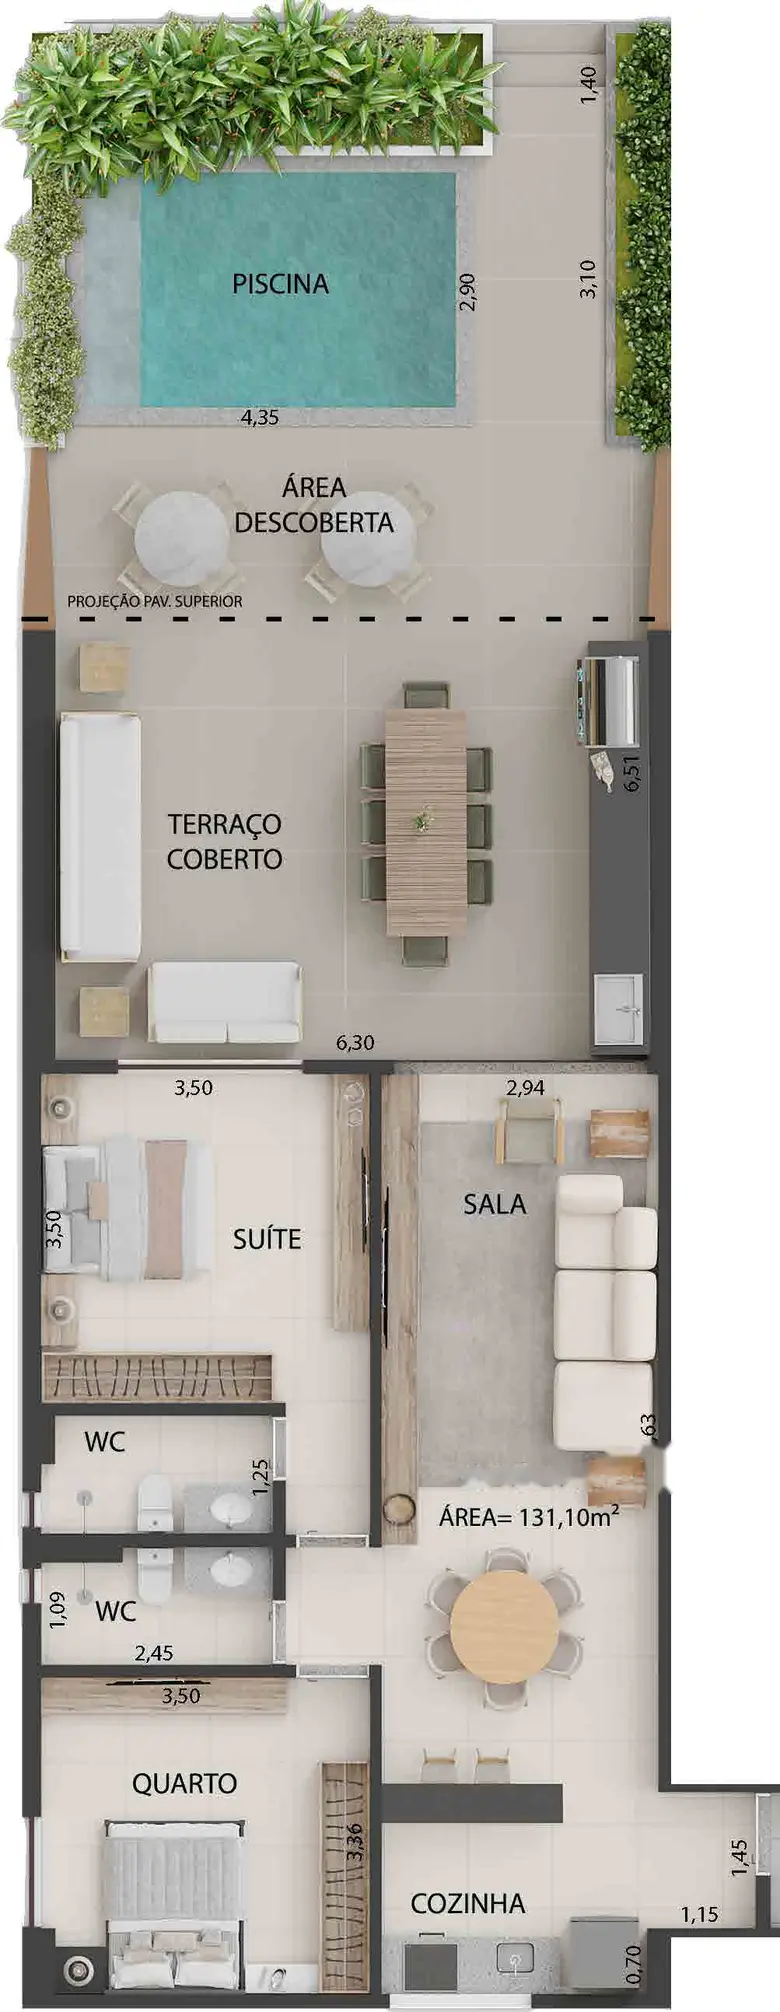 1,40
PISCINA
2,90
3,10
4,35
ÁREA
DESCOBERTA
PROJEÇÃO PAV. SUPERIOR
6,51
TERRAÇO
COBERTO
6,30
3,50
2,94
SALA
3,50
SUÍTE
,63
WC
1,25
ÁREA= 131,10m²
1,09
WC
2,45
3,50
QUARTO
3,36
1,45
COZINHA
1,15
0,70